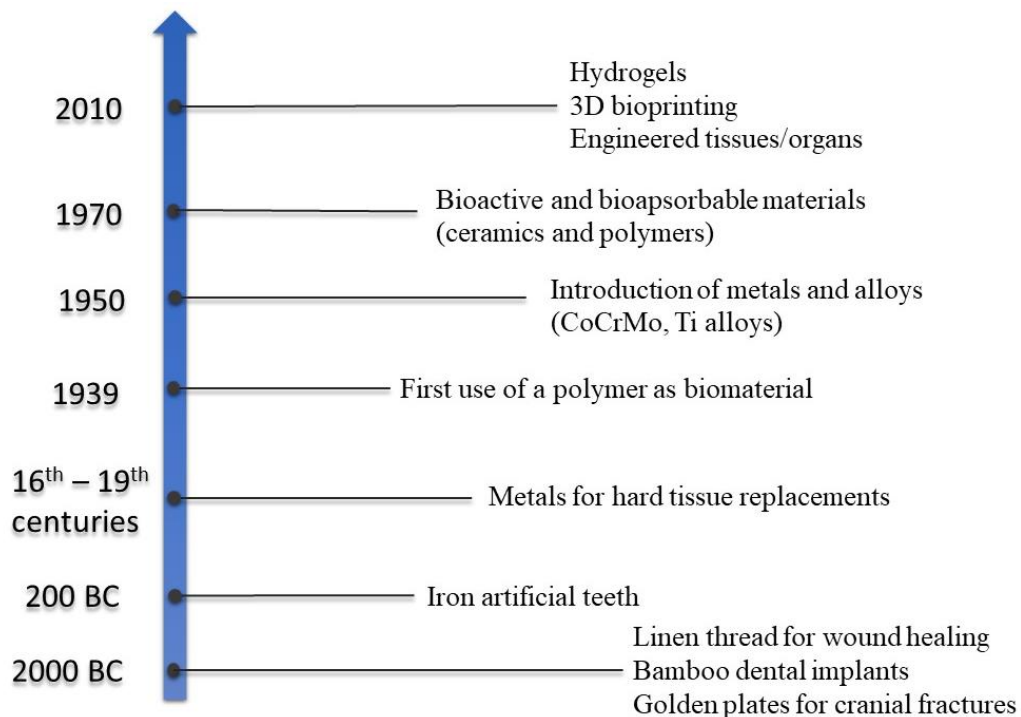 2010
Hydrogels
3D bioprinting
Engineered tissues/organs
1970
Bioactive and bioapsorbable materials
(ceramics and polymers)
1950
Introduction of metals and alloys
(CoCrMo, Ti alloys)
1939
First use of a polymer as biomaterial
16th – 19th
centuries
Metals for hard tissue replacements
200 BC
Iron artificial teeth
2000 BC
Linen thread for wound healing
Bamboo dental implants
Golden plates for cranial fractures